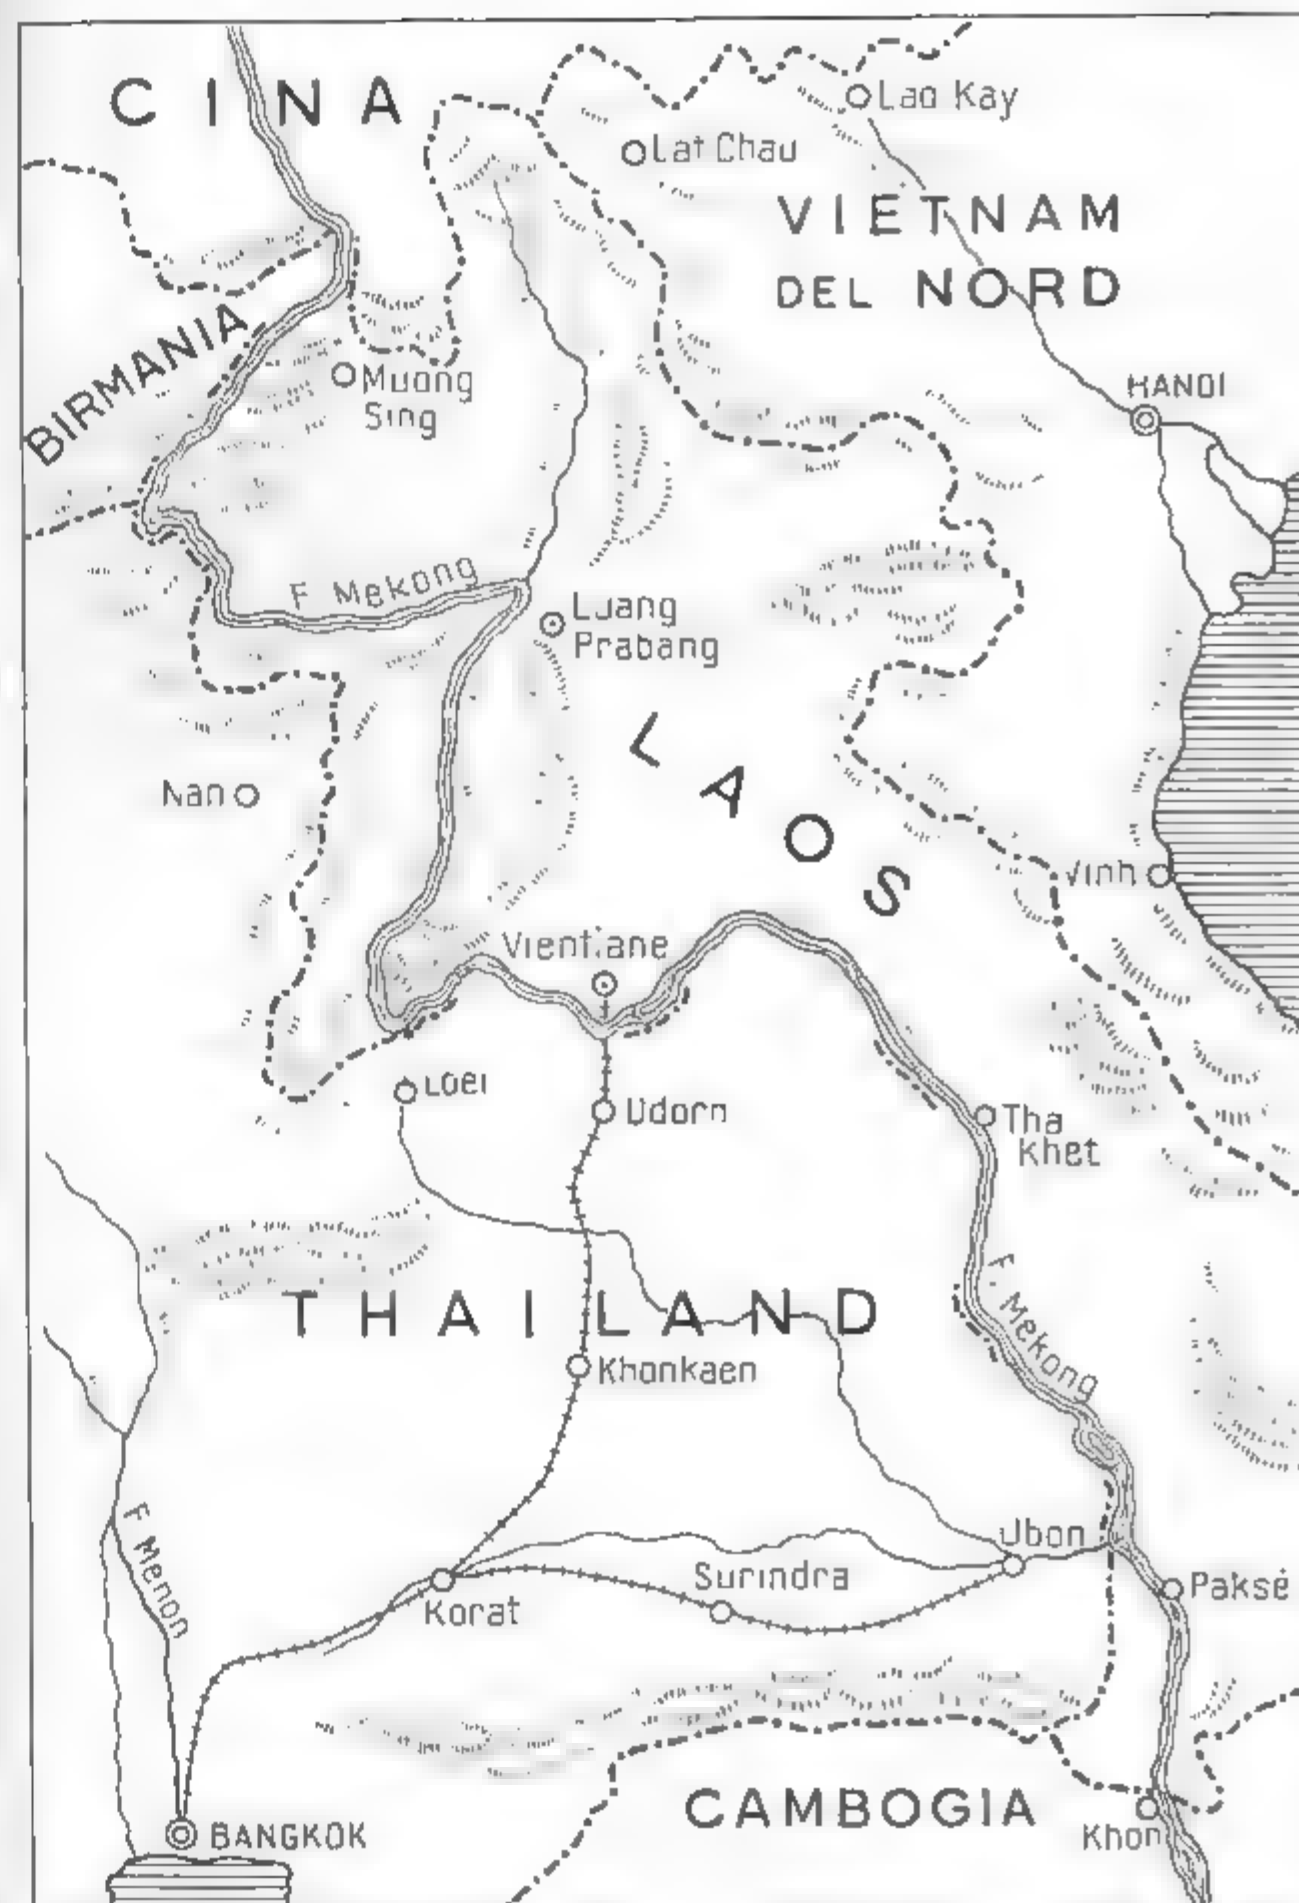 CINA
Lao Kay
Lat Chau
VIETNAM
DEL NORD
BIRMANIA
Muong
Sing
HANOI
F. Mekong
Luang
Prabang
LAOS
Nan
Vinh
Vientiane
LOEI
Udorn
Tha
Khet
THAILAND
F. Mekong
Khonkaen
F. Menon
Ubon
Surindra
Paksé
Korat
CAMBOGIA
Khon
BANGKOK